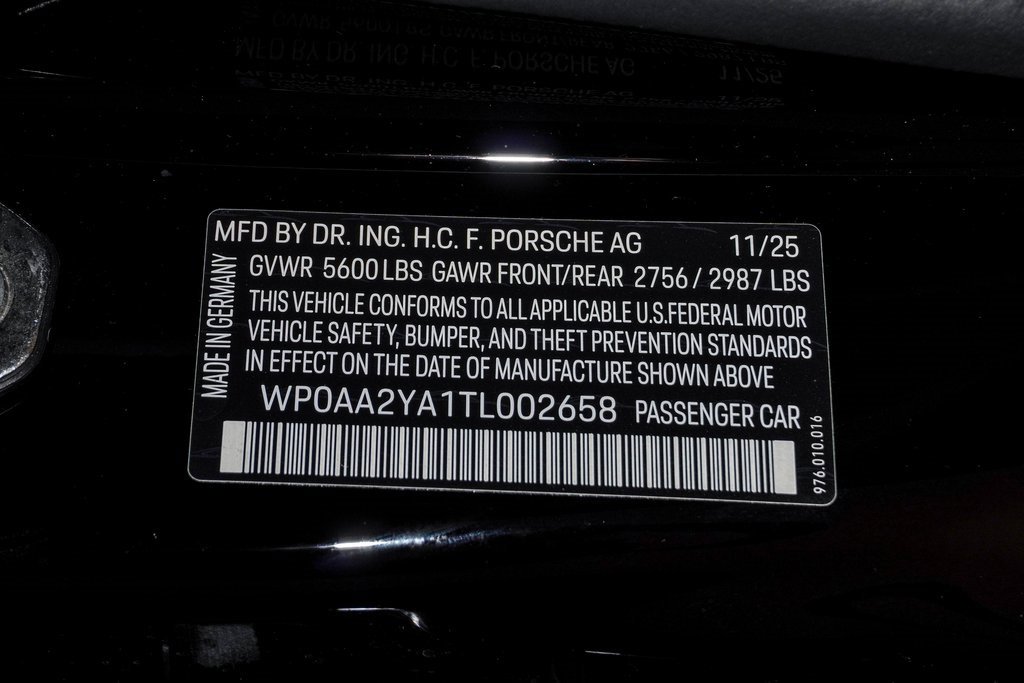 MFD BY DR. ING. H.C. F. PORSCHE AG 11/25
GVWR 5600 LBS GAWR FRONT/REAR 2756 / 2987 LBS
THIS VEHICLE CONFORMS TO ALL APPLICABLE U.S.FEDERAL MOTOR
VEHICLE SAFETY, BUMPER, AND THEFT PREVENTION STANDARDS
IN EFFECT ON THE DATE OF MANUFACTURE SHOWN ABOVE
WP0AA2YA1TL002658 PASSENGER CAR
MADE IN GERMANY
976.010.016